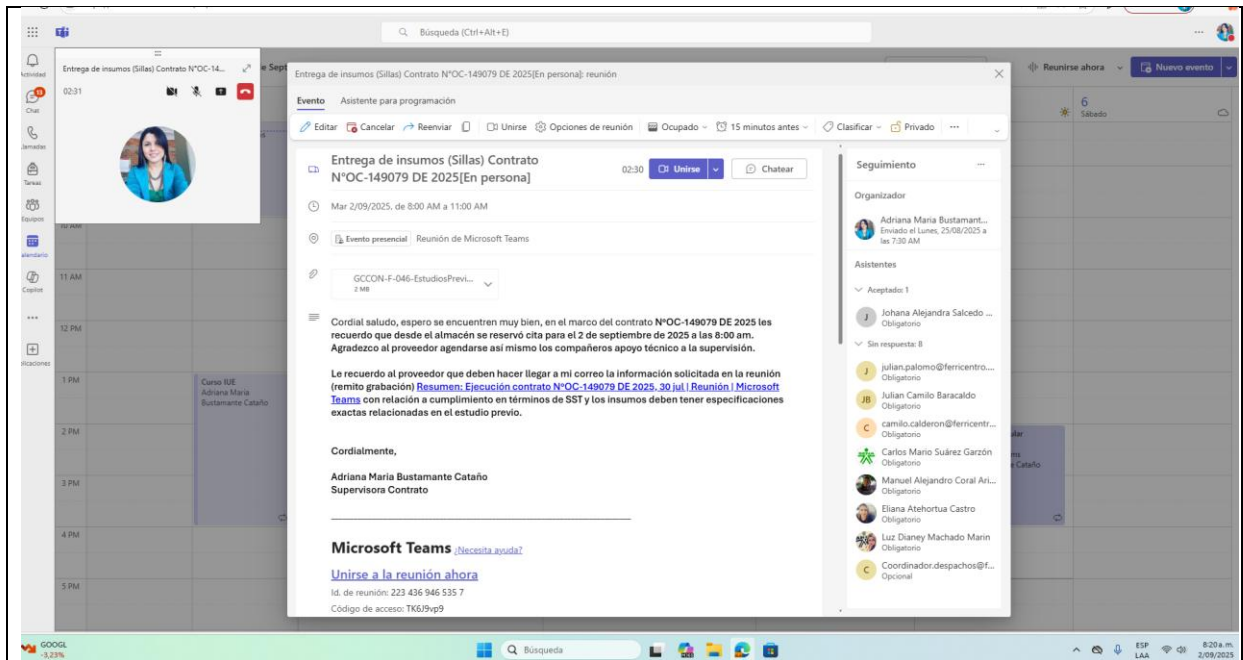 Búsqueda (Ctrl+Alt+E)
Actividad
Chat
Llamadas
Tareas
Equipos
Calendario
Copilot
Entrega de insumos (Sillas) Contrato N°OC-14...
02:31
de Sept
Reunirse ahora
Nuevo evento
6
Sábado
10 AM
11 AM
12 PM
1 PM
2 PM
3 PM
4 PM
5 PM
Curso IUE
Adriana Maria
Bustamante Cataño
Entrega de insumos (Sillas) Contrato N°OC-149079 DE 2025[En persona]: reunión
Evento Asistente para programación
Editar Cancelar Reenviar Unirse Opciones de reunión Ocupado 15 minutos antes Clasificar Privado
Entrega de insumos (Sillas) Contrato
N°OC-149079 DE 2025[En persona]
02:30 Unirse Chatear
Mar 2/09/2025, de 8:00 AM a 11:00 AM
Evento presencial Reunión de Microsoft Teams
GCCON-F-046-EstudiosPrevi...
2 MB
Cordial saludo, espero se encuentren muy bien, en el marco del contrato N°OC-149079 DE 2025 les
recuerdo que desde el almacén se reservó cita para el 2 de septiembre de 2025 a las 8:00 am.
Agradezco al proveedor agendarse así mismo los compañeros apoyo técnico a la supervisión.
Le recuerdo al proveedor que deben hacer llegar a mi correo la información solicitada en la reunión
(remito grabación) Resumen: Ejecución contrato N°OC-149079 DE 2025, 30 jul | Reunión | Microsoft
Teams con relación a cumplimiento en términos de SST y los insumos deben tener especificaciones
exactas relacionadas en el estudio previo.
Cordialmente,
Adriana Maria Bustamante Cataño
Supervisora Contrato
Microsoft Teams ¿Necesita ayuda?
Unirse a la reunión ahora
Id. de reunión: 223 436 946 535 7
Código de acceso: TK6J9vp9
Seguimiento
Organizador
Adriana Maria Bustamant...
Enviado el Lunes, 25/08/2025 a
las 7:30 AM
Asistentes
Aceptado: 1
Johana Alejandra Salcedo ...
Obligatorio
Sin respuesta: 8
julian.palomo@ferricentro....
Obligatorio
Julian Camilo Baracaldo
Obligatorio
camilo.calderon@ferricentr...
Obligatorio
Carlos Mario Suárez Garzón
Obligatorio
Manuel Alejandro Coral Ari...
Obligatorio
Eliana Atehortua Castro
Obligatorio
Luz Dianey Machado Marin
Obligatorio
Coordinador.despachos@f...
Opcional
GOOGL
-3,23%
Búsqueda
ESP
LAA
8:20 a.m.
2/09/2025